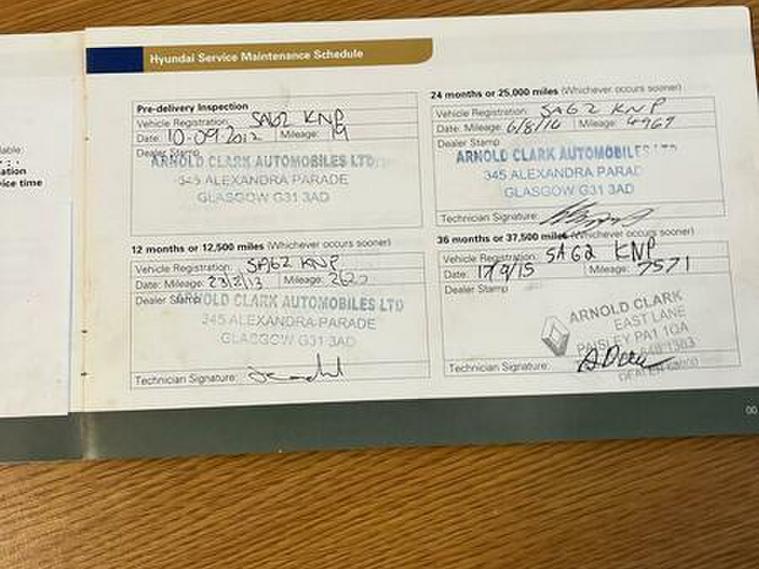 lable:
ation
ice time
Hyundai Service Maintenance Schedule
Pre-delivery Inspection
Vehicle Registration: SA62 KNP
Date: 10-09-2012 Mileage: 19
Dealer Stamp
ARNOLD CLARK AUTOMOBILES LTD
345 ALEXANDRA PARADE
GLASGOW G31 3AD
12 months or 12,500 miles (Whichever occurs sooner)
Vehicle Registration: SA62 KNP
Date: Mileage: Mileage:
Dealer Stamp
ARNOLD CLARK AUTOMOBILES LTD
345 ALEXANDRA PARADE
GLASGOW G31 3AD
Technician Signature:
24 months or 25,000 miles (Whichever occurs sooner)
Vehicle Registration: SA62 KNP
Date: Mileage: 6/8/14 Mileage: 4967
Dealer Stamp
ARNOLD CLARK AUTOMOBILES LTD
345 ALEXANDRA PARADE
GLASGOW G31 3AD
Technician Signature:
36 months or 37,500 miles (Whichever occurs sooner)
Vehicle Registration: SA62 KNP
Date: 17/9/15 Mileage: 7571
Dealer Stamp
ARNOLD CLARK
EAST LANE
PAISLEY PA1 1QA
Technician Signature:
00